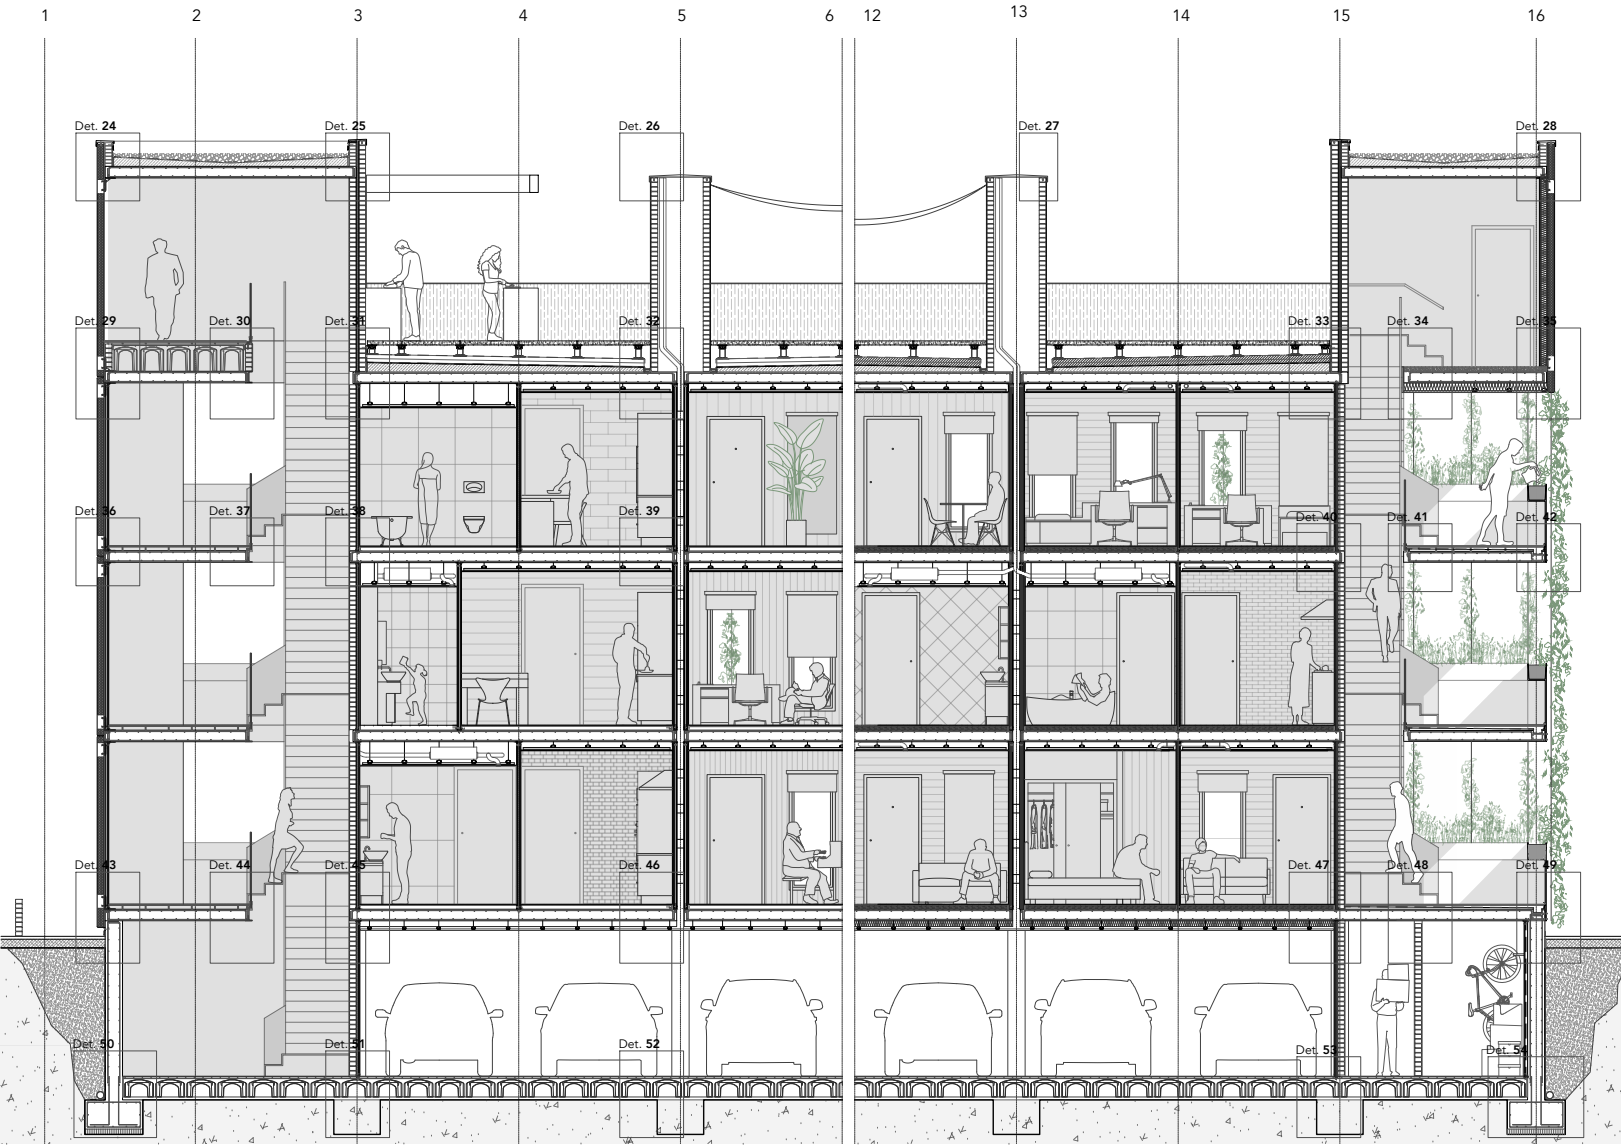 1 2 3 4 5 6 12 13 14 15 16
Det. 24 Det. 25 Det. 26 Det. 27 Det. 28
Det. 29 Det. 30 Det. 31 Det. 32 Det. 33 Det. 34 Det. 35
Det. 36 Det. 37 Det. 38 Det. 39 Det. 40 Det. 41 Det. 42
Det. 43 Det. 44 Det. 45 Det. 46 Det. 47 Det. 48 Det. 49
Det. 50 Det. 51 Det. 52 Det. 53 Det. 54